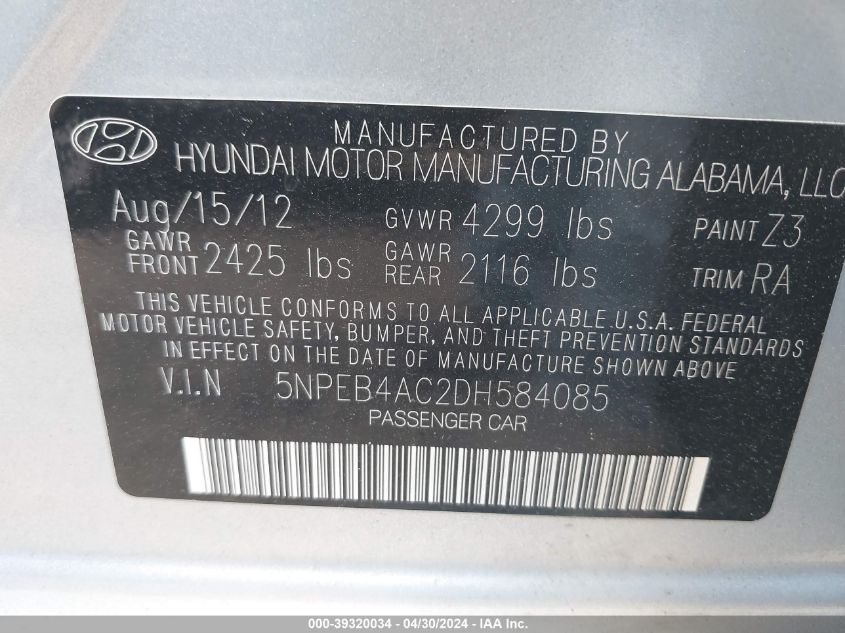 MANUFACTURED BY
HYUNDAI MOTOR MANUFACTURING ALABAMA, LLC
Aug/15/12 GVWR 4299 lbs PAINT Z3
GAWR FRONT 2425 lbs GAWR REAR 2116 lbs TRIM RA
THIS VEHICLE CONFORMS TO ALL APPLICABLE U.S.A. FEDERAL
MOTOR VEHICLE SAFETY, BUMPER, AND THEFT PREVENTION STANDARDS
IN EFFECT ON THE DATE OF MANUFACTURE SHOWN ABOVE
V.I.N 5NPEB4AC2DH584085
PASSENGER CAR
000-39320034 - 04/30/2024 - IAA Inc.